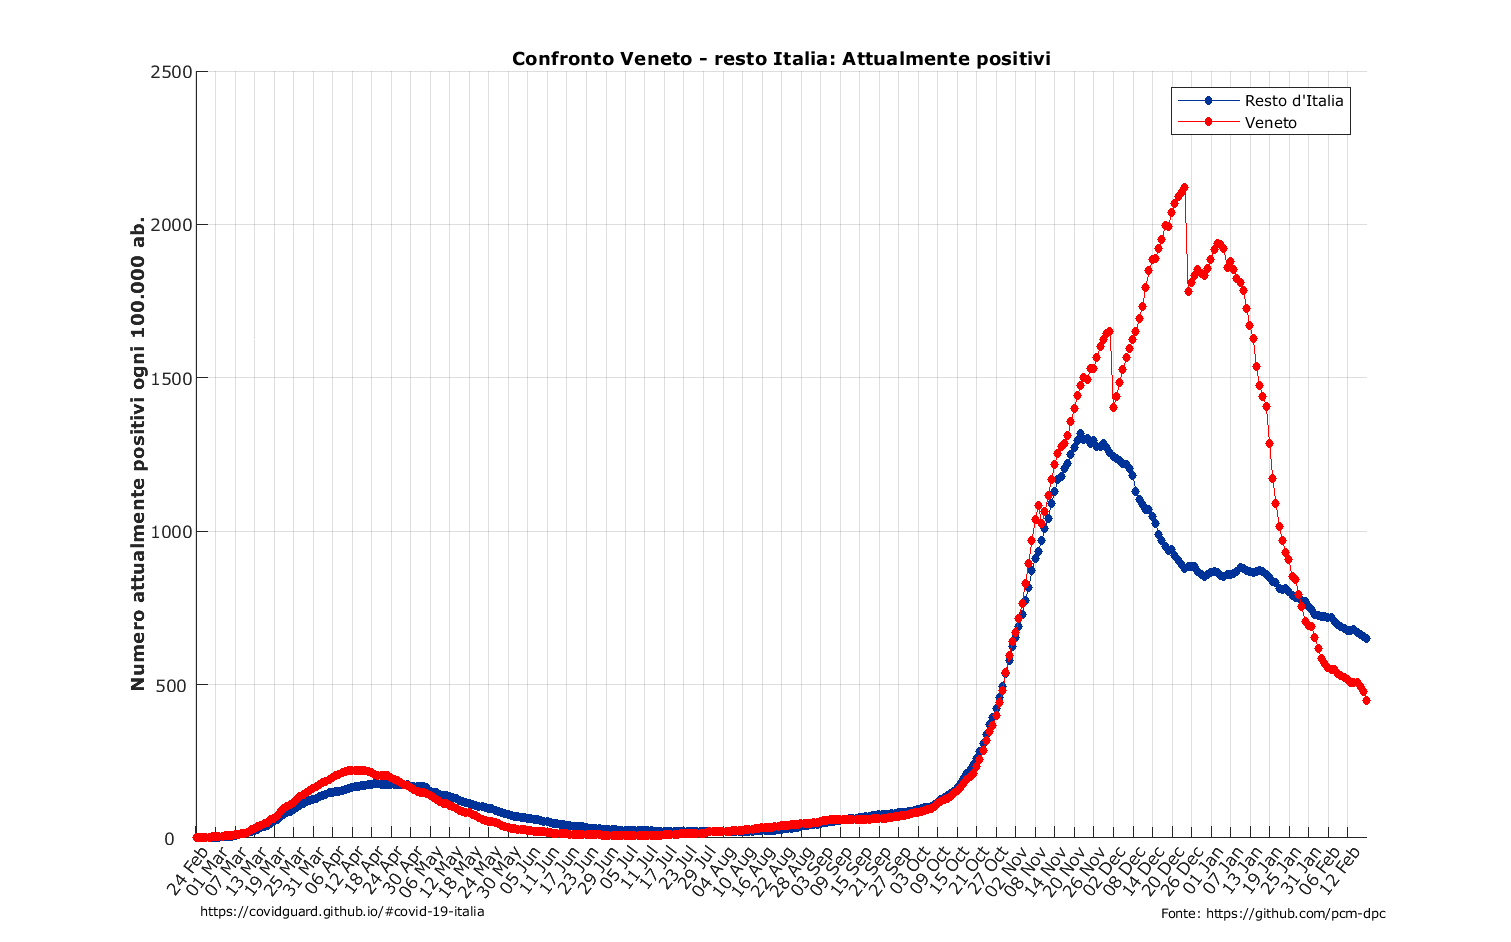 Confronto Veneto - resto Italia: Attualmente positivi
Resto d'Italia
Veneto
Numero attualmente positivi ogni 100.000 ab.
2500
2000
1500
1000
500
0
24 Feb
01 Mar
07 Mar
13 Mar
19 Mar
25 Mar
31 Mar
06 Apr
12 Apr
18 Apr
24 Apr
30 Apr
06 May
12 May
18 May
24 May
30 May
05 Jun
11 Jun
17 Jun
23 Jun
29 Jun
05 Jul
11 Jul
17 Jul
23 Jul
29 Jul
04 Aug
10 Aug
16 Aug
22 Aug
28 Aug
03 Sep
09 Sep
15 Sep
21 Sep
27 Sep
03 Oct
09 Oct
15 Oct
21 Oct
27 Oct
02 Nov
08 Nov
14 Nov
20 Nov
26 Nov
02 Dec
08 Dec
14 Dec
20 Dec
26 Dec
01 Jan
07 Jan
13 Jan
19 Jan
25 Jan
31 Jan
06 Feb
12 Feb
https://covidguard.github.io/#covid-19-italia
Fonte: https://github.com/pcm-dpc